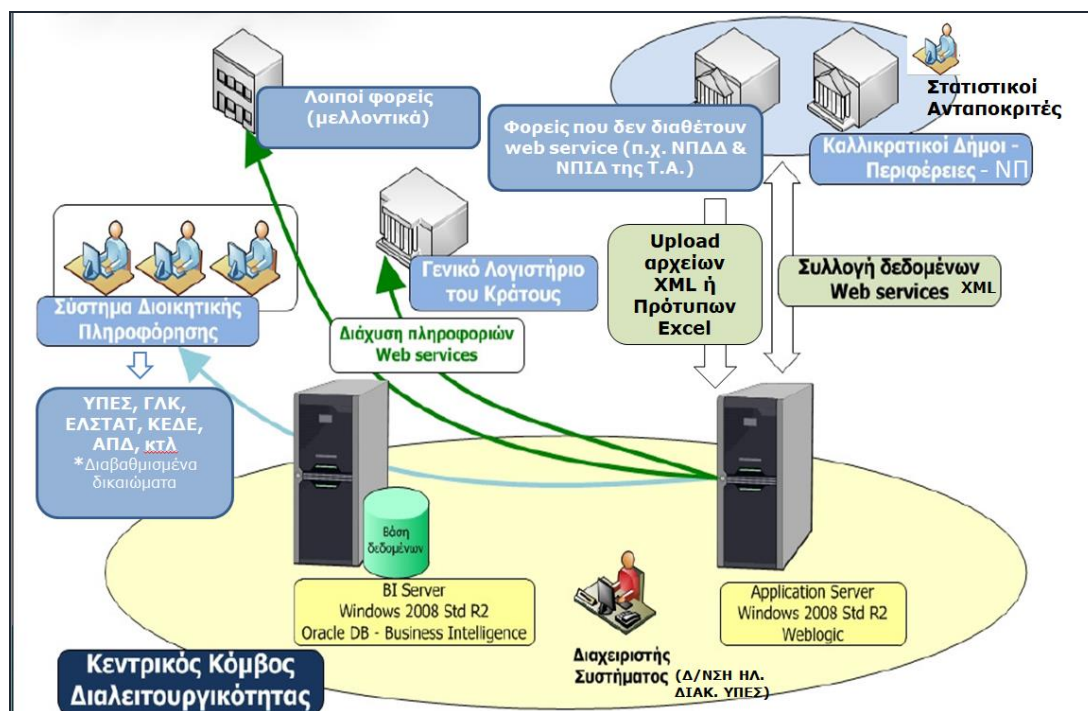 Λοιποί φορείς
(μελλοντικά)
Φορείς που δεν διαθέτουν
web service (π.χ. ΝΠΔΔ &
ΝΠΙΔ της Τ.Α.)
Στατιστικοί
Ανταποκριτές
Καλλικρατικοί Δήμοι -
Περιφέρειες - ΝΠ
Γενικό Λογιστήριο
του Κράτους
Upload
αρχείων
XML ή
Πρότυπων
Excel
Συλλογή δεδομένων
Web services XML
Σύστημα Διοικητικής
Πληροφόρησης
Διάχυση πληροφοριών
Web services
ΥΠΕΣ, ΓΛΚ,
ΕΛΣΤΑΤ, ΚΕΔΕ,
ΑΠΔ, κτλ
*Διαβαθμισμένα
δικαιώματα
Βάση
δεδομένων
BI Server
Windows 2008 Std R2
Oracle DB - Business Intelligence
Application Server
Windows 2008 Std R2
Weblogic
Διαχειριστής
Συστήματος (Δ/ΝΣΗ ΗΛ.
ΔΙΑΚ. ΥΠΕΣ)
Κεντρικός Κόμβος
Διαλειτουργικότητας